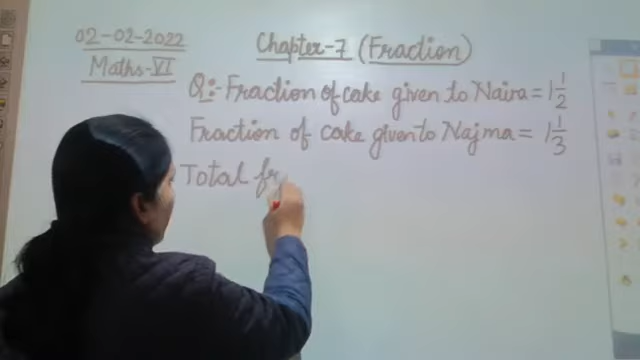 02-02-2022
Maths-VI
Chapter-7 (Fraction)
Q:- Fraction of cake given to Naira = 1 1/2
Fraction of cake given to Najma = 1 1/3
Total fr